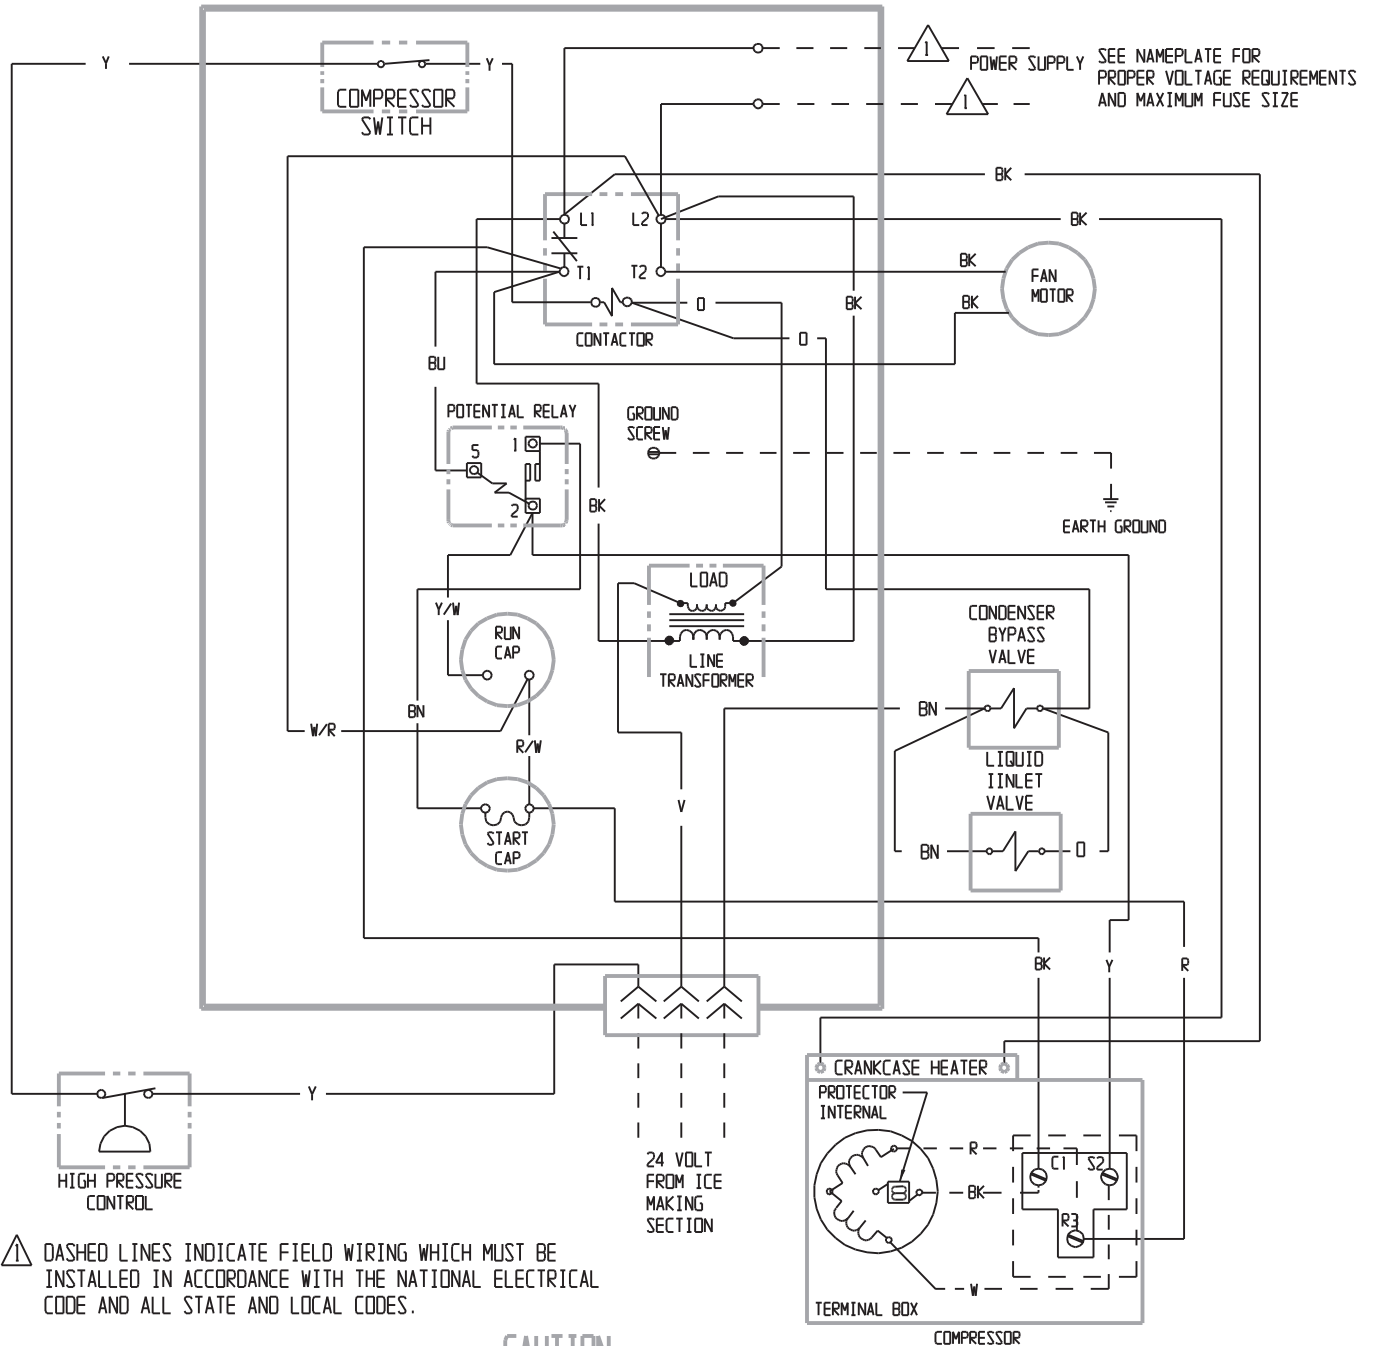 Y
COMPRESSOR
SWITCH
Y
1
POWER SUPPLY
1
SEE NAMEPLATE FOR
PROPER VOLTAGE REQUIREMENTS
AND MAXIMUM FUSE SIZE
BK
L1
L2
BK
T1
T2
BK
FAN
MOTOR
BK
O
BK
CONTACTOR
O
BU
POTENTIAL RELAY
5
1
2
GROUND
SCREW
BK
EARTH GROUND
LOAD
LINE
TRANSFORMER
Y/W
RUN
CAP
CONDENSER
BYPASS
VALVE
BN
BN
W/R
R/W
LIQUID
IINLET
VALVE
V
START
CAP
BN
O
BK
Y
R
Y
HIGH PRESSURE
CONTROL
24 VOLT
FROM ICE
MAKING
SECTION
CRANKCASE HEATER
PROTECTOR
INTERNAL
R
BK
C1
S2
R3
W
TERMINAL BOX
COMPRESSOR
1 DASHED LINES INDICATE FIELD WIRING WHICH MUST BE
INSTALLED IN ACCORDANCE WITH THE NATIONAL ELECTRICAL
CODE AND ALL STATE AND LOCAL CODES.
CAUTION